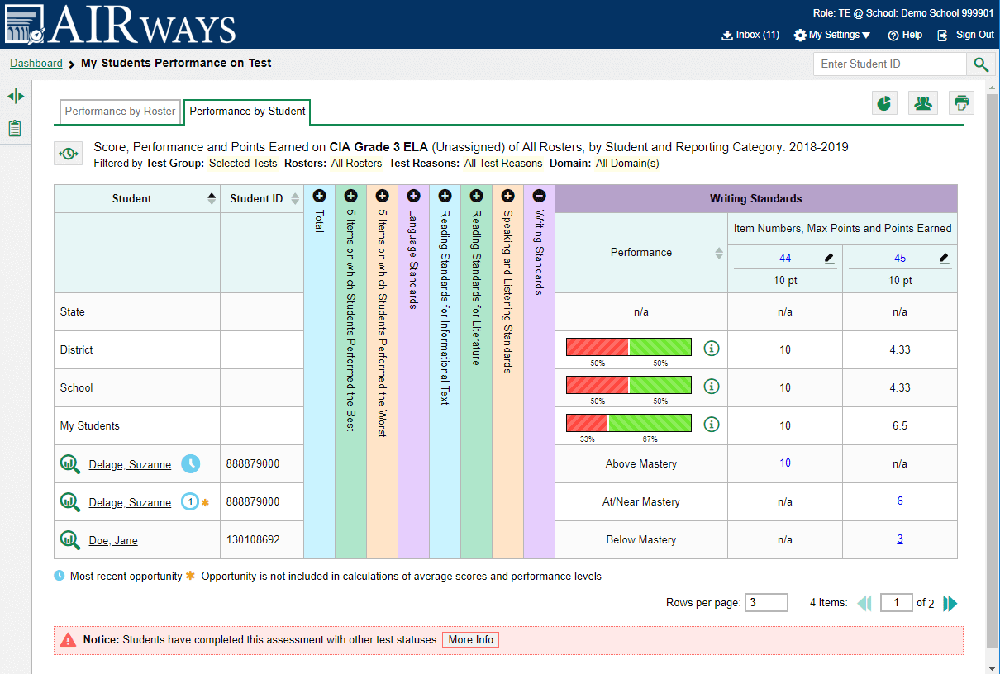 AIRWAYS
Role: TE @ School: Demo School 999901
Inbox (11) My Settings Help Sign Out
Dashboard My Students Performance on Test
Enter Student ID
Performance by Roster Performance by Student
Score, Performance and Points Earned on CIA Grade 3 ELA (Unassigned) of All Rosters, by Student and Reporting Category: 2018-2019
Filtered by Test Group: Selected Tests Rosters: All Rosters Test Reasons: All Test Reasons Domain: All Domain(s)
Student Student ID
Total
5 Items on which Students Performed the Best
5 Items on which Students Performed the Worst
Language Standards
Reading Standards for Informational Text
Reading Standards for Literature
Speaking and Listening Standards
Writing Standards
Writing Standards
Performance
Item Numbers, Max Points and Points Earned
44 45
10 pt 10 pt
State n/a n/a n/a
District 50% 50% 10 4.33
School 50% 50% 10 4.33
My Students 33% 67% 10 6.5
Delage, Suzanne 888879000 Above Mastery 10 n/a
Delage, Suzanne 1 888879000 At/Near Mastery n/a 6
Doe, Jane 130108692 Below Mastery n/a 3
Most recent opportunity Opportunity is not included in calculations of average scores and performance levels
Rows per page: 3 4 Items: 1 of 2
Notice: Students have completed this assessment with other test statuses. More Info